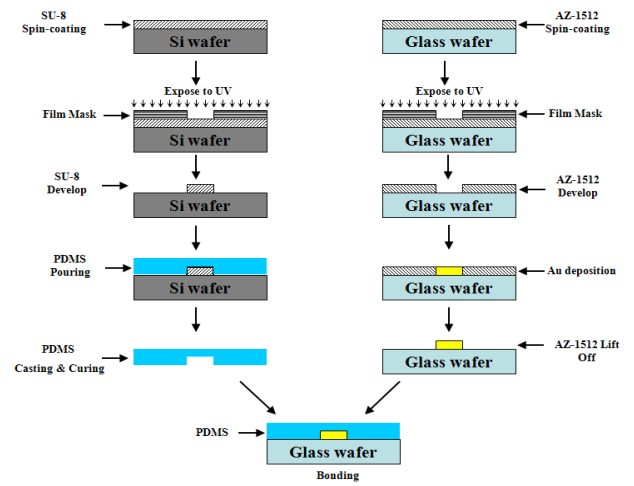 SU-8
Spin-coating
Si wafer
AZ-1512
Spin-coating
Glass wafer
Expose to UV
Film Mask
Si wafer
Expose to UV
Film Mask
Glass wafer
SU-8
Develop
Si wafer
AZ-1512
Develop
Glass wafer
PDMS
Pouring
Si wafer
Au deposition
Glass wafer
PDMS
Casting & Curing
AZ-1512 Lift
Off
Glass wafer
PDMS
Glass wafer
Bonding